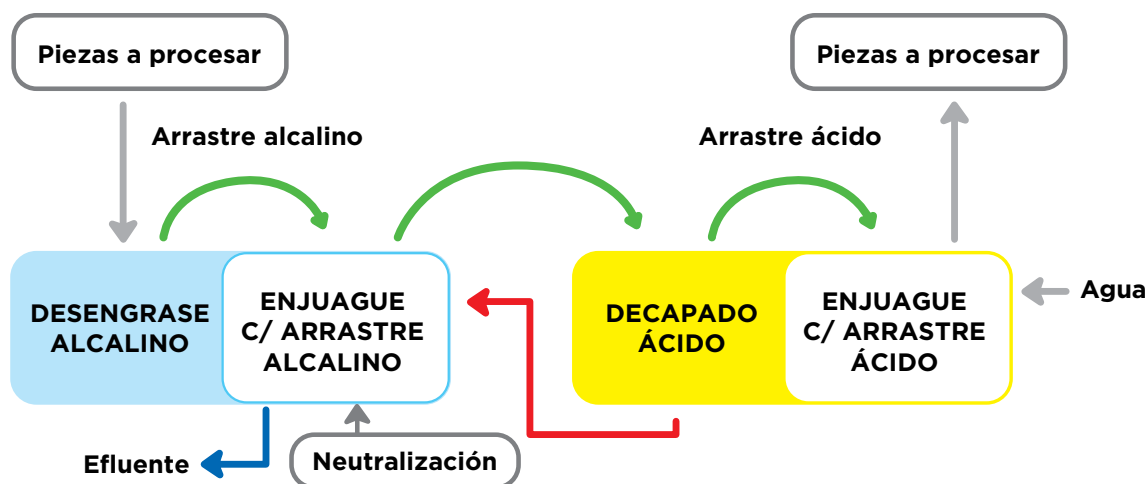 Piezas a procesar
Piezas a procesar
Arrastre alcalino
Arrastre ácido
DESENGRASE
ALCALINO
ENJUAGUE
C/ ARRASTRE
ALCALINO
DECAPADO
ÁCIDO
ENJUAGUE
C/ ARRASTRE
ÁCIDO
Agua
Efluente
Neutralización